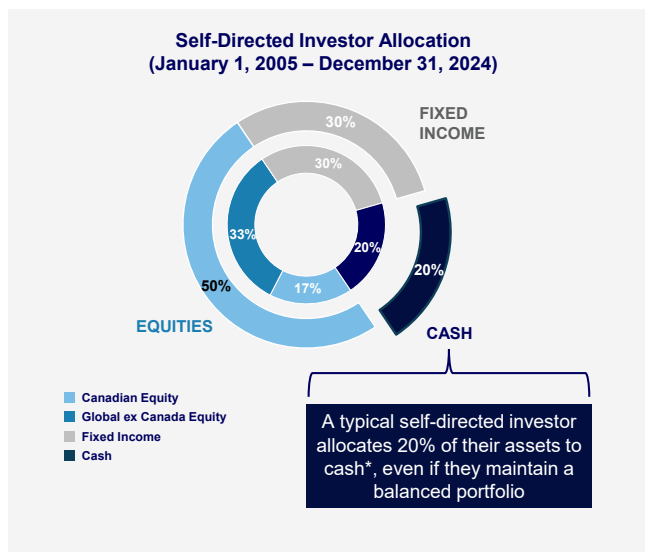 Self-Directed Investor Allocation
(January 1, 2005 – December 31, 2024)
FIXED
INCOME
30%
30%
33%
20%
20%
50%
17%
EQUITIES
CASH
Canadian Equity
Global ex Canada Equity
Fixed Income
Cash
A typical self-directed investor
allocates 20% of their assets to
cash*, even if they maintain a
balanced portfolio